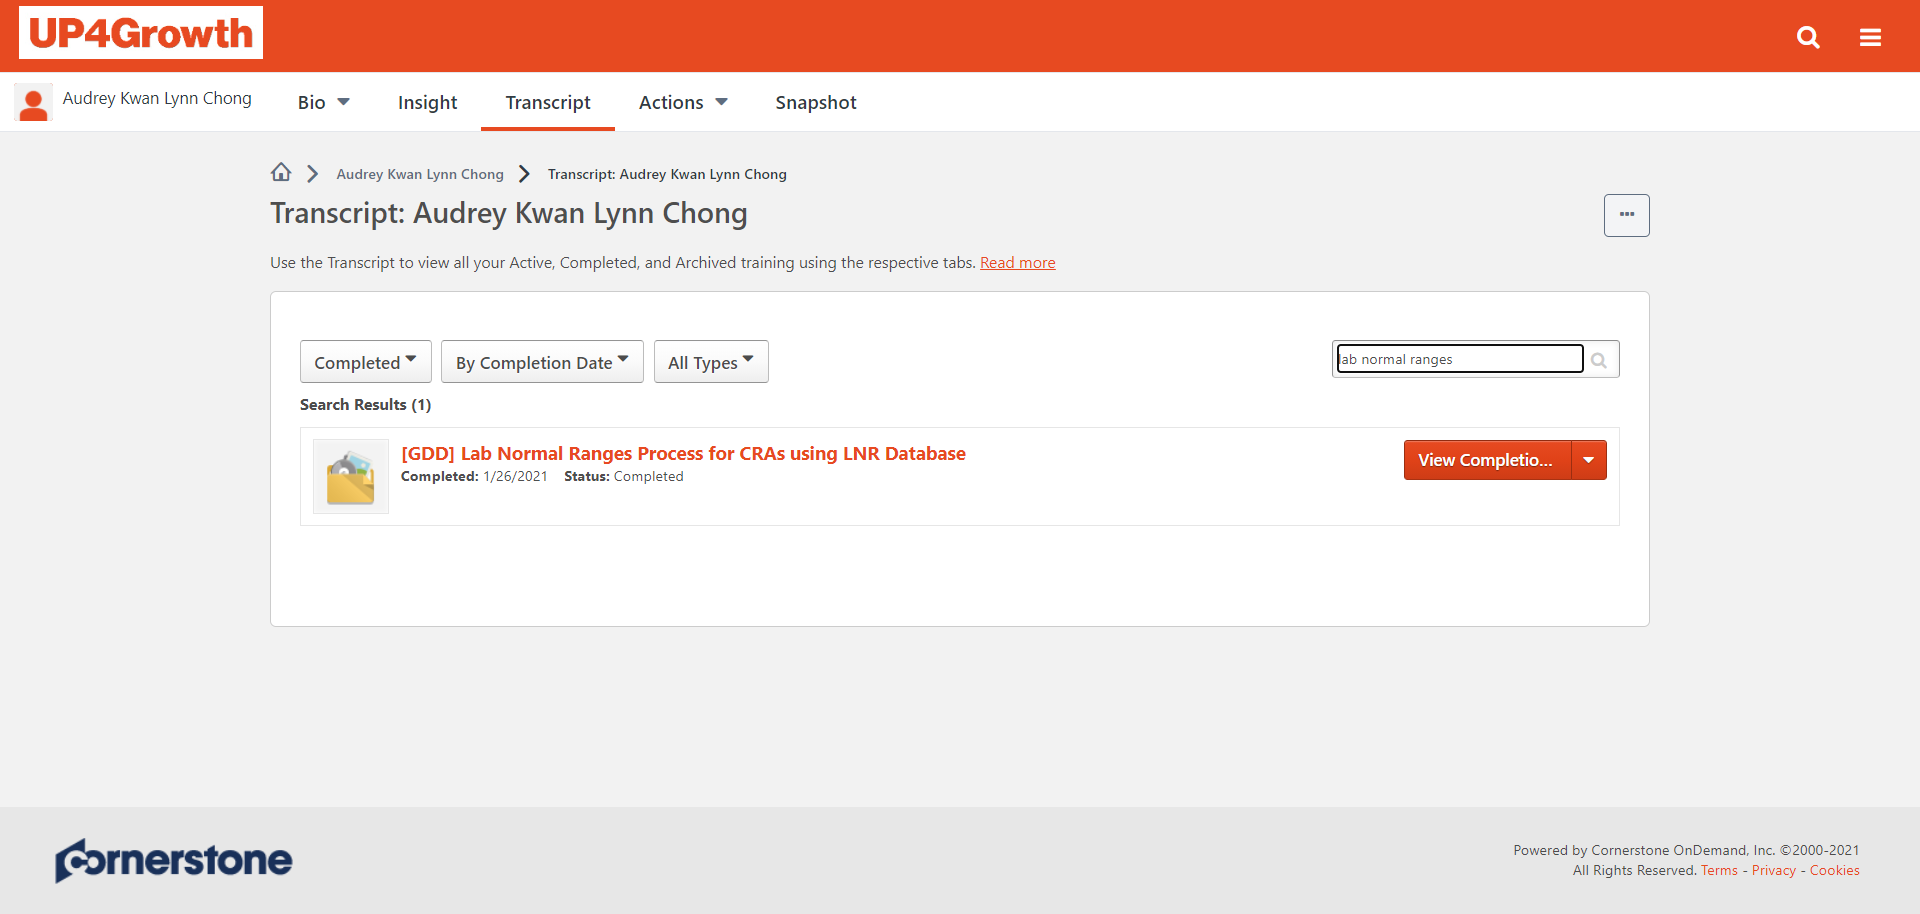 UP4Growth
Audrey Kwan Lynn Chong
Bio
Insight
Transcript
Actions
Snapshot
Audrey Kwan Lynn Chong
Transcript: Audrey Kwan Lynn Chong
Transcript: Audrey Kwan Lynn Chong
...
Use the Transcript to view all your Active, Completed, and Archived training using the respective tabs. Read more
Completed
By Completion Date
All Types
lab normal ranges
Search Results (1)
[GDD] Lab Normal Ranges Process for CRAs using LNR Database
Completed: 1/26/2021 Status: Completed
View Completio...
Cornerstone
Powered by Cornerstone OnDemand, Inc. ©2000-2021
All Rights Reserved. Terms - Privacy - Cookies